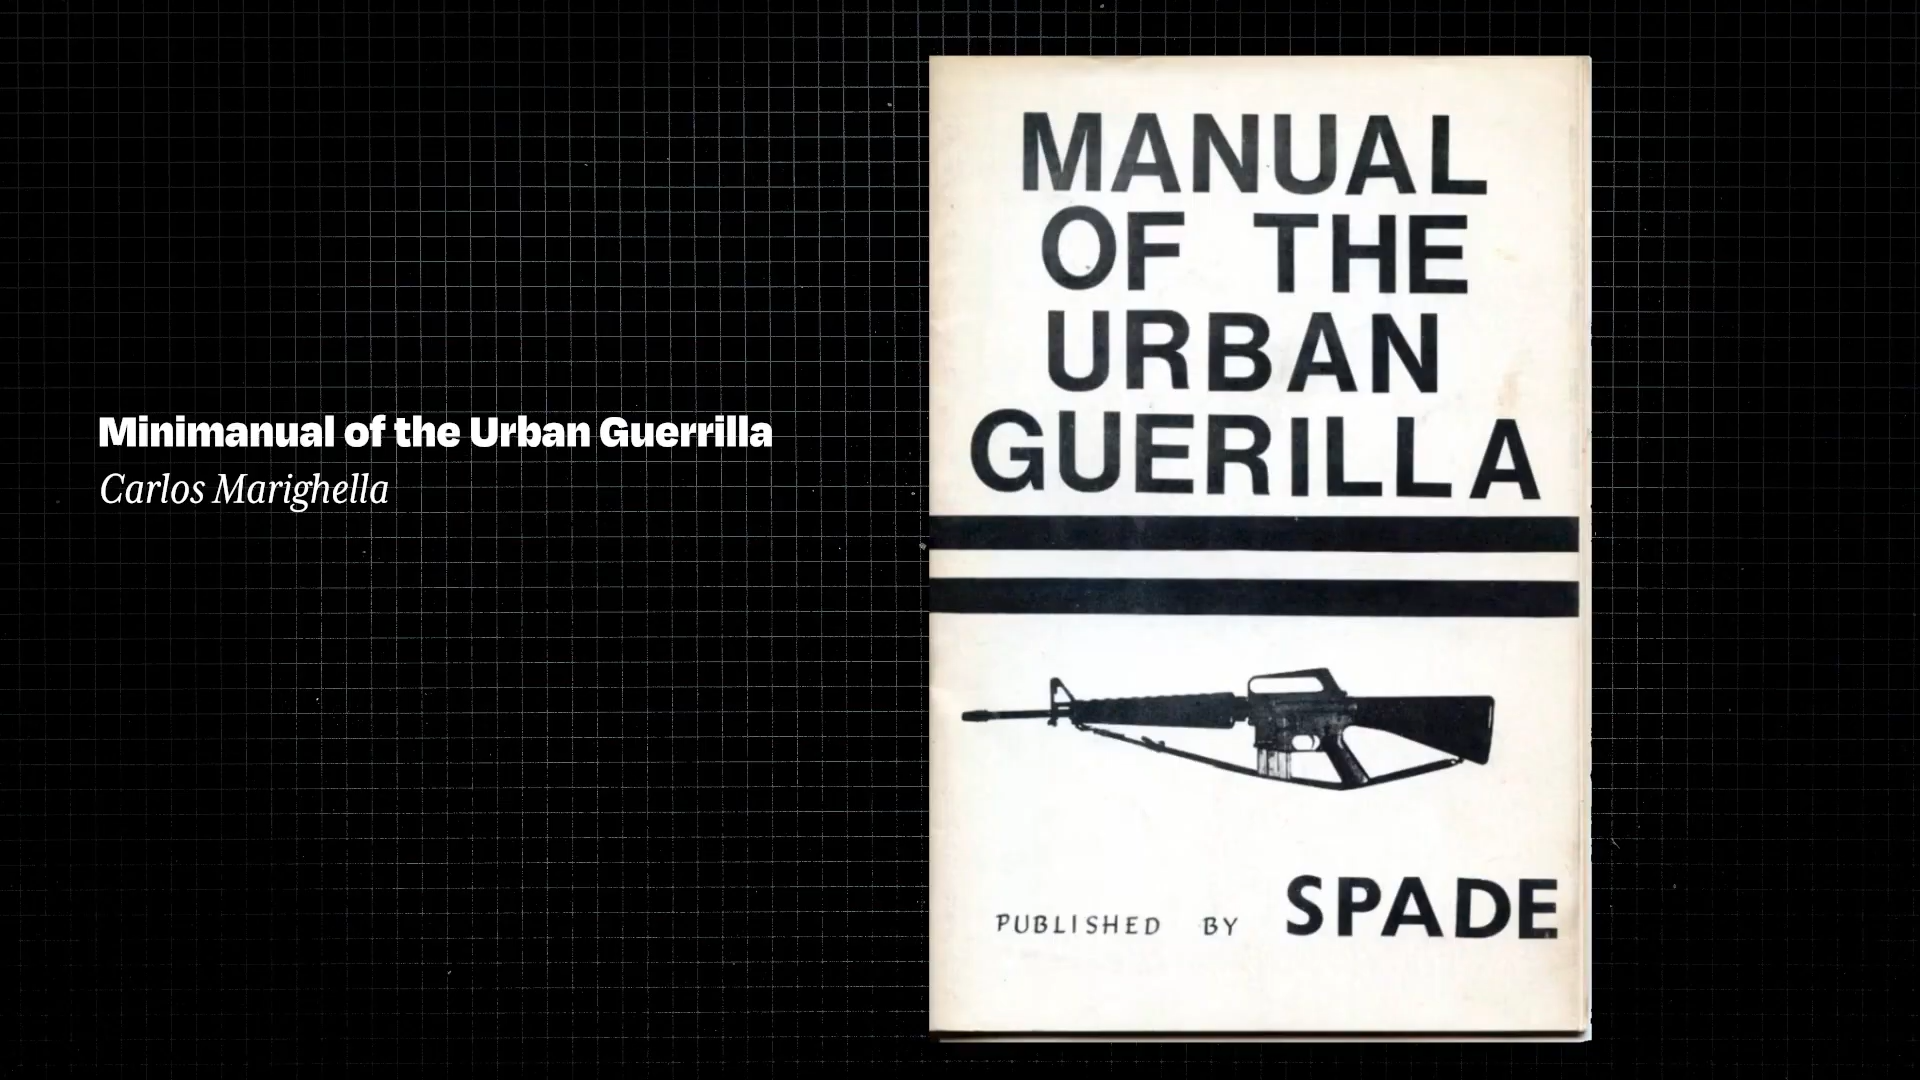 Minimanual of the Urban Guerrilla
Carlos Marighella
MANUAL
OF THE
URBAN
GUERILLA
PUBLISHED BY SPADE